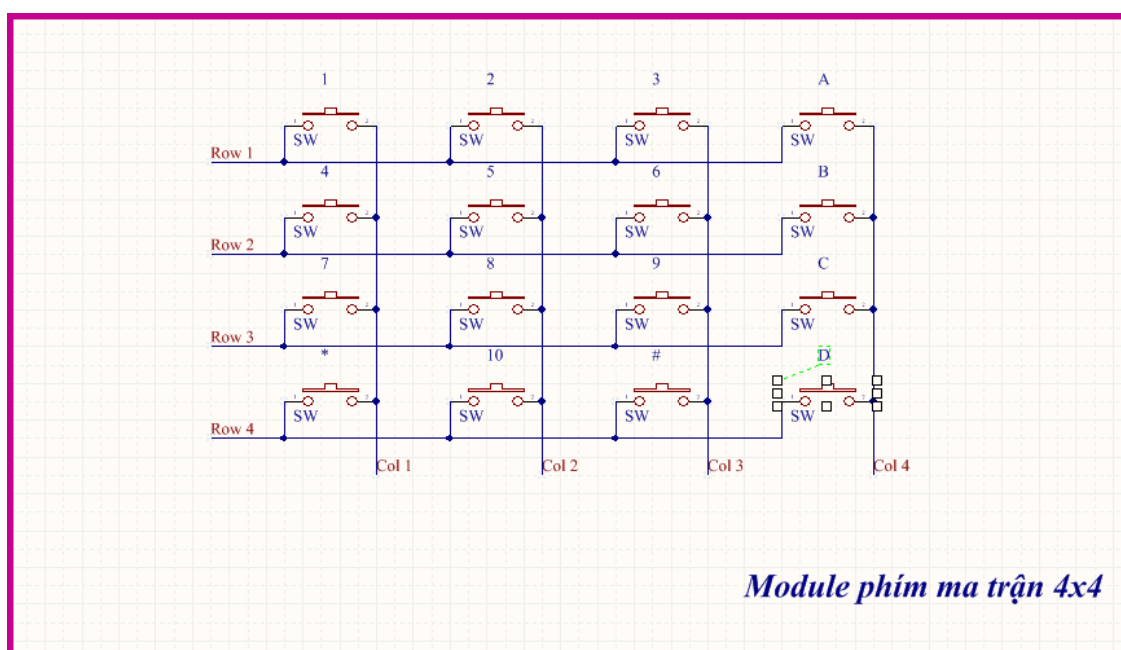 1 2 3 A
SW SW SW SW
Row 1
4 5 6 B
SW SW SW SW
Row 2
7 8 9 C
SW SW SW SW
Row 3
* 10 # D
SW SW SW SW
Row 4
Col 1 Col 2 Col 3 Col 4
Module phím ma trận 4x4